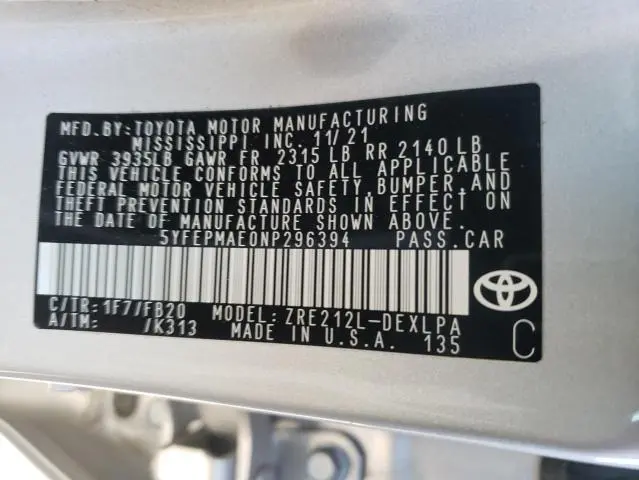 MFD.BY:TOYOTA MOTOR MANUFACTURING
MISSISSIPPI INC. 11/21
GVWR 3935LB GAWR FR 2315 LB RR 2140 LB
THIS VEHICLE CONFORMS TO ALL APPLICABLE
FEDERAL MOTOR VEHICLE SAFETY,BUMPER,AND
THEFT PREVENTION STANDARDS IN EFFECT ON
THE DATE OF MANUFACTURE SHOWN ABOVE.
5YFEPMAE0NP296394 PASS.CAR
C/TR:1F7/FB20 MODEL:ZRE212L-DEXLPA
A/TM: /K313 MADE IN U.S.A. 135
C